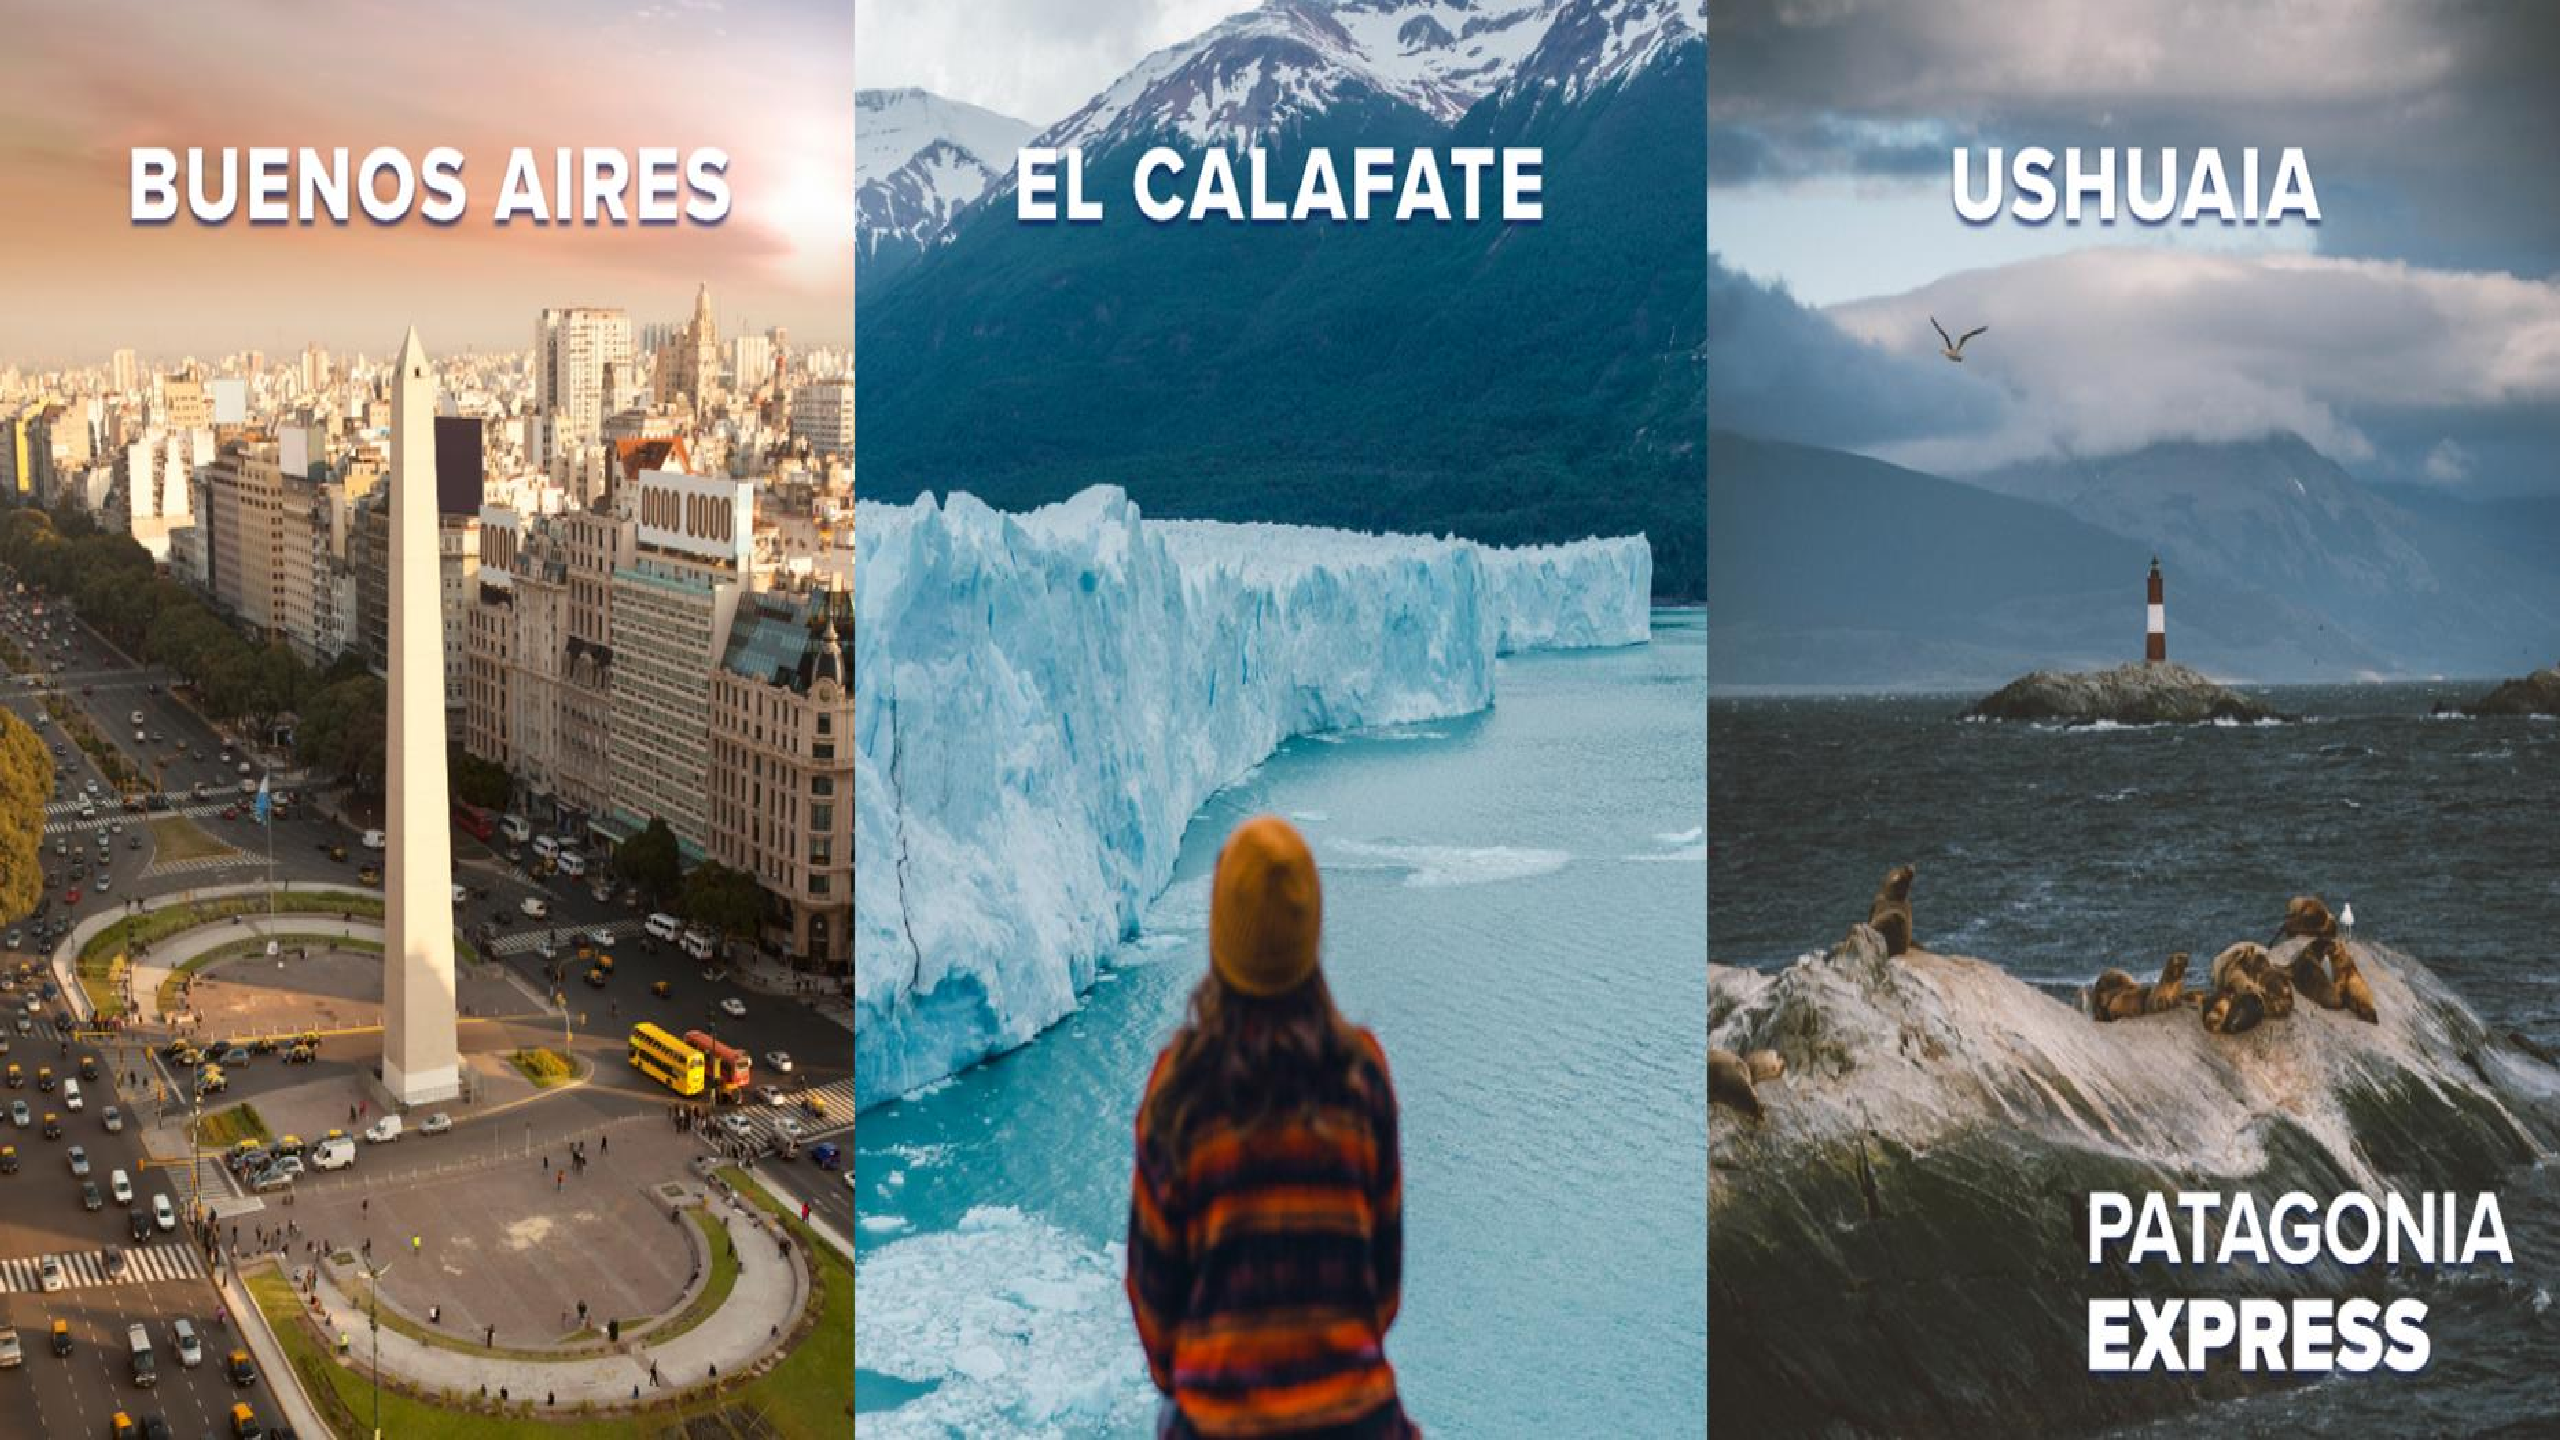 BUENOS AIRES
EL CALAFATE
USHUAIA
PATAGONIA
EXPRESS